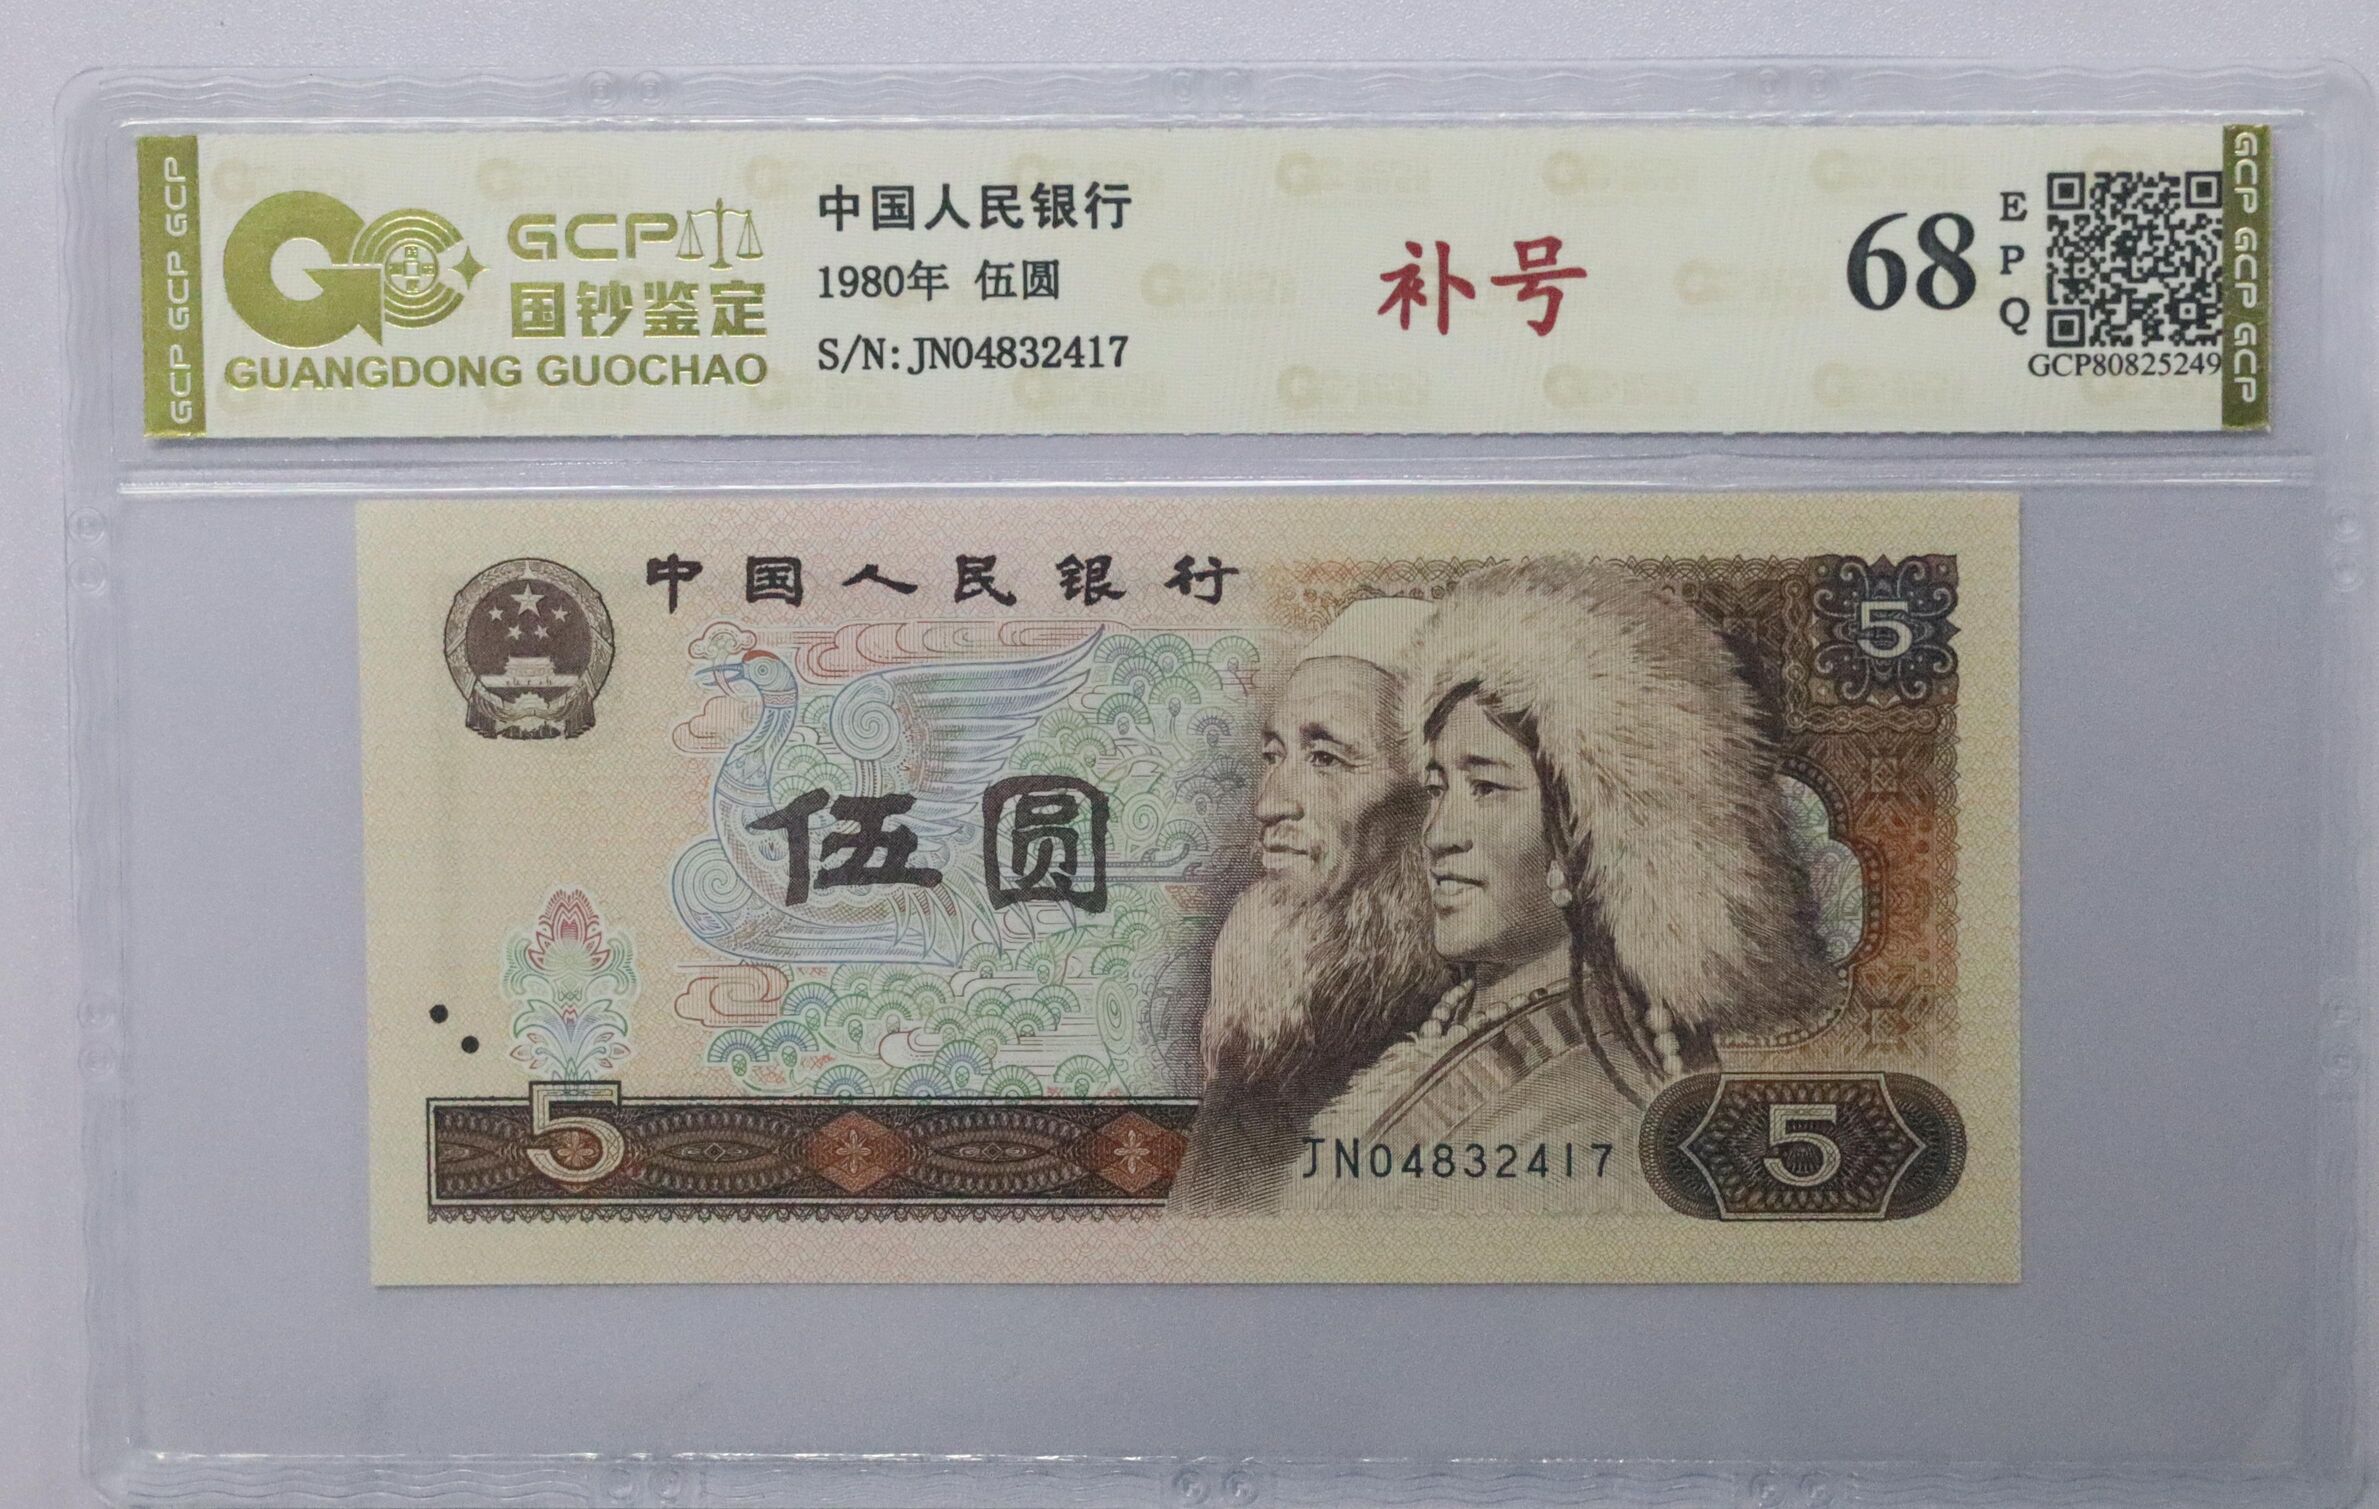 GCP GCP GCP
GCP
国钞鉴定
GUANGDONG GUOCHAO
中国人民银行
1980年 伍圆
S/N: JN04832417
补号
68
E
P
Q
GCP80825249
GCP GCP GCP
中国人民银行
5
伍圆
5
JN04832417
5